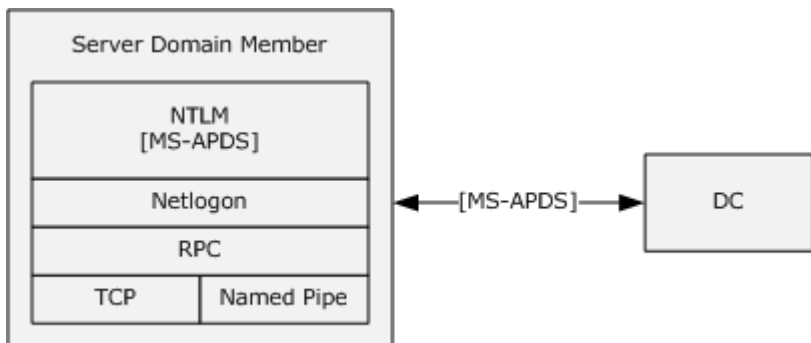 Server Domain Member
NTLM
[MS-APDS]
Netlogon
RPC
TCP
Named Pipe
[MS-APDS]
DC